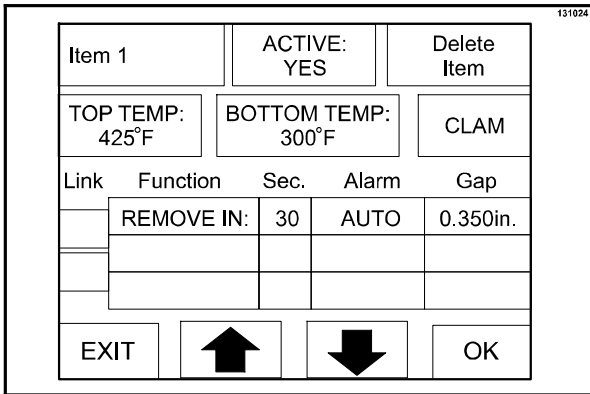 131024
Item 1
ACTIVE:
YES
Delete
Item
TOP TEMP:
425°F
BOTTOM TEMP:
300°F
CLAM
Link Function Sec. Alarm Gap
REMOVE IN: 30 AUTO 0.350in.
EXIT
OK